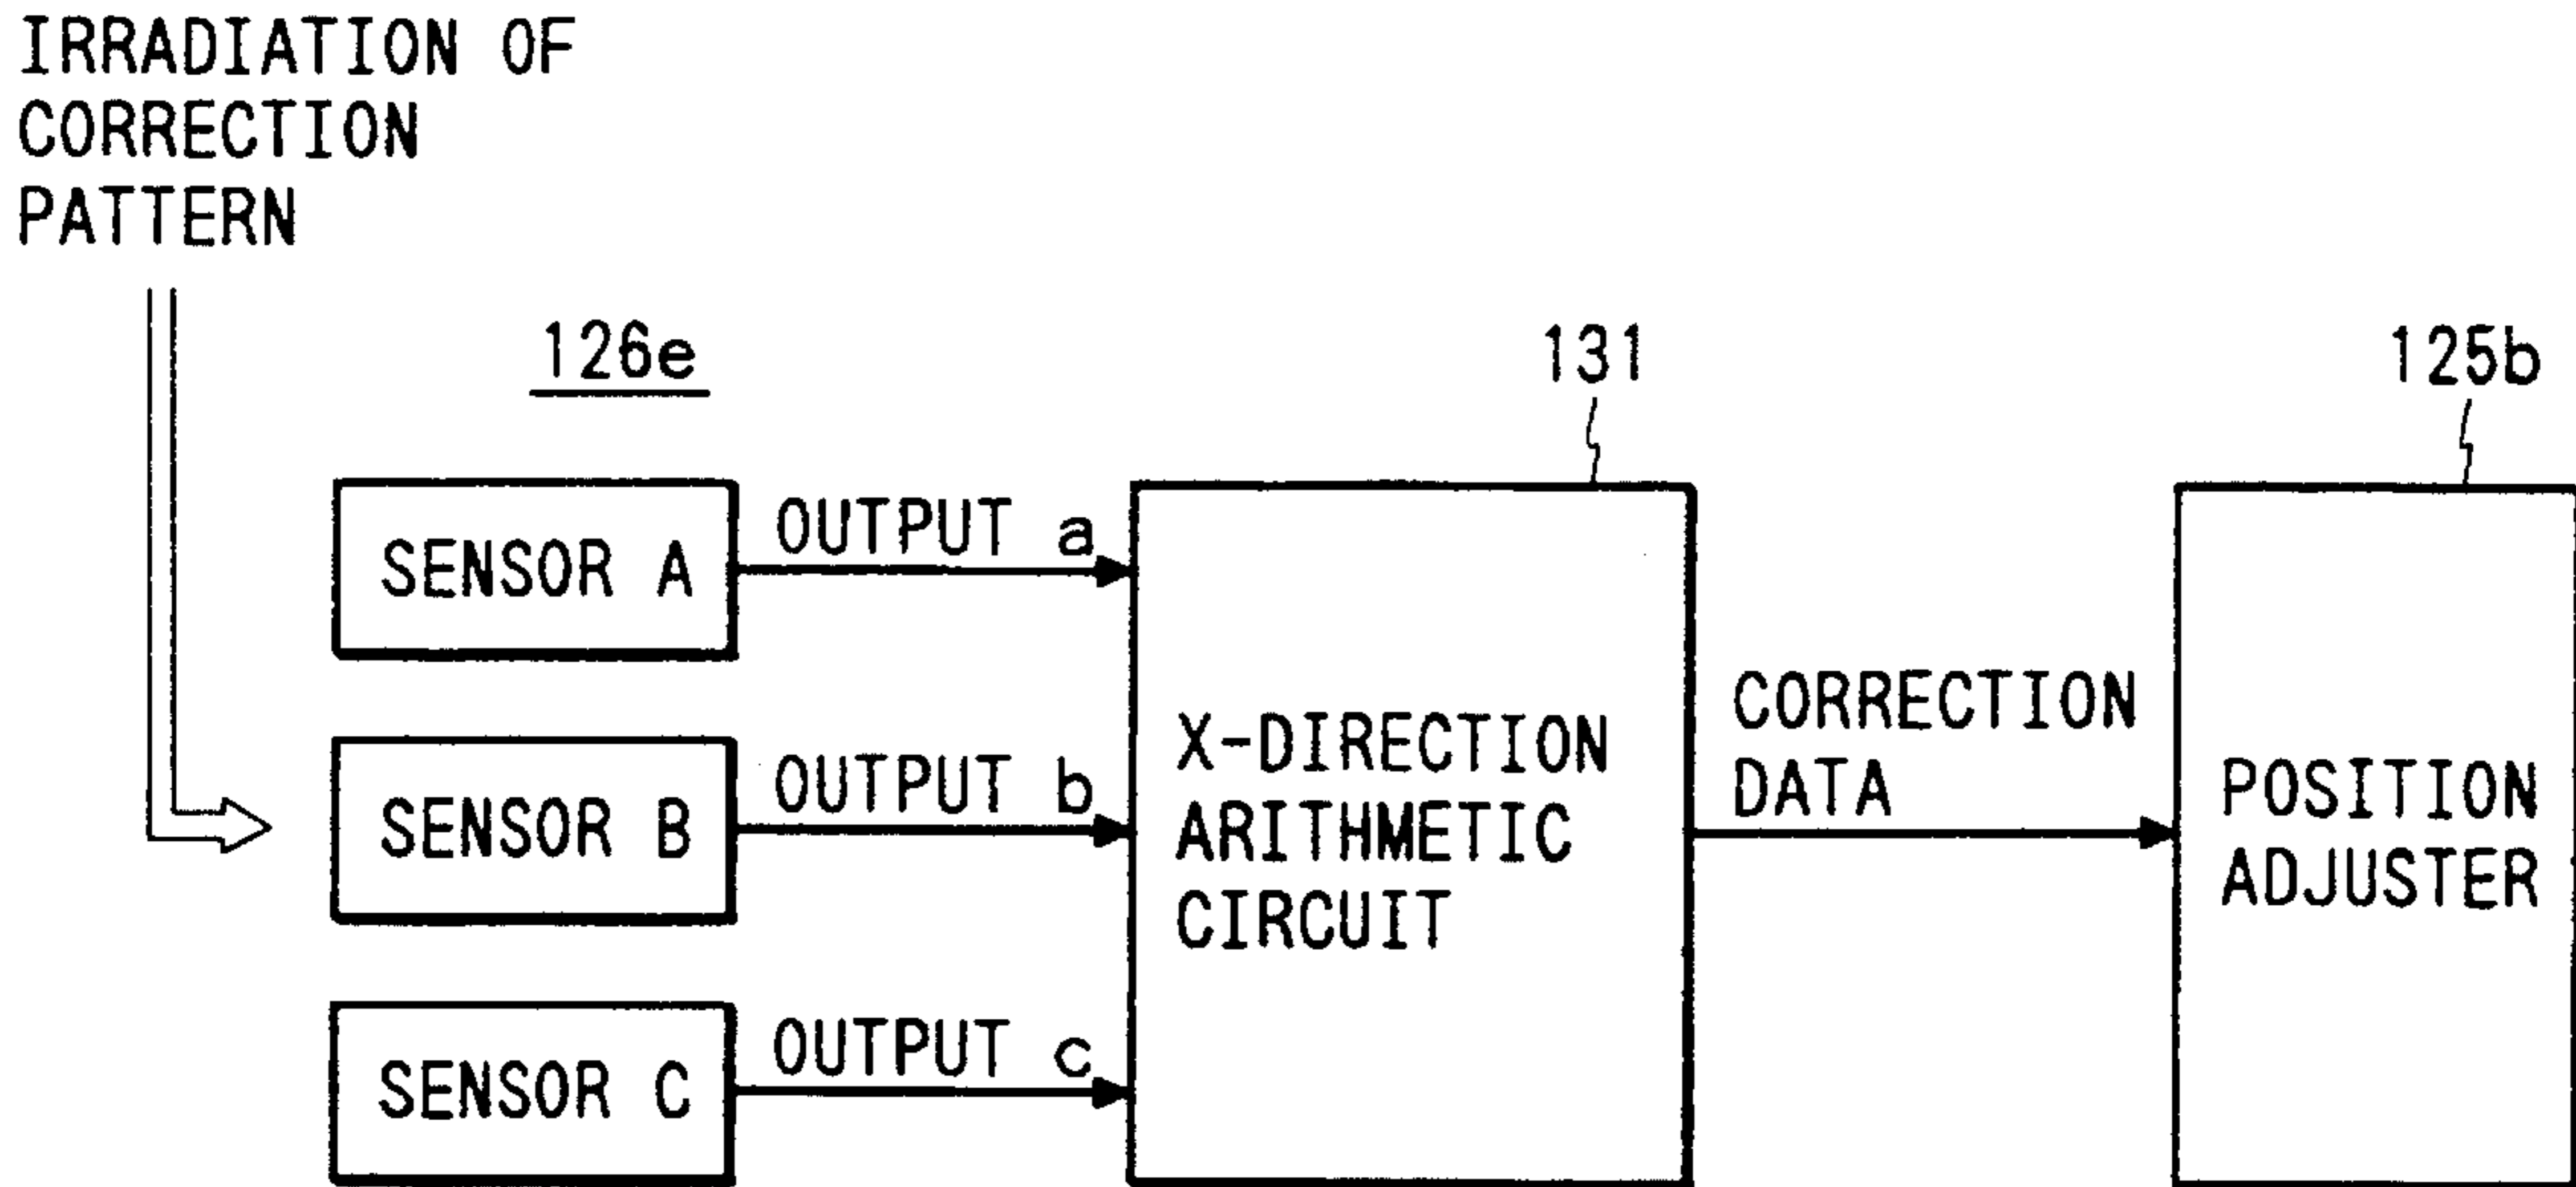 IRRADIATION OF
CORRECTION
PATTERN
126e
131
125b
SENSOR A
OUTPUT a
SENSOR B
OUTPUT b
SENSOR C
OUTPUT c
X-DIRECTION
ARITHMETIC
CIRCUIT
CORRECTION
DATA
POSITION
ADJUSTER